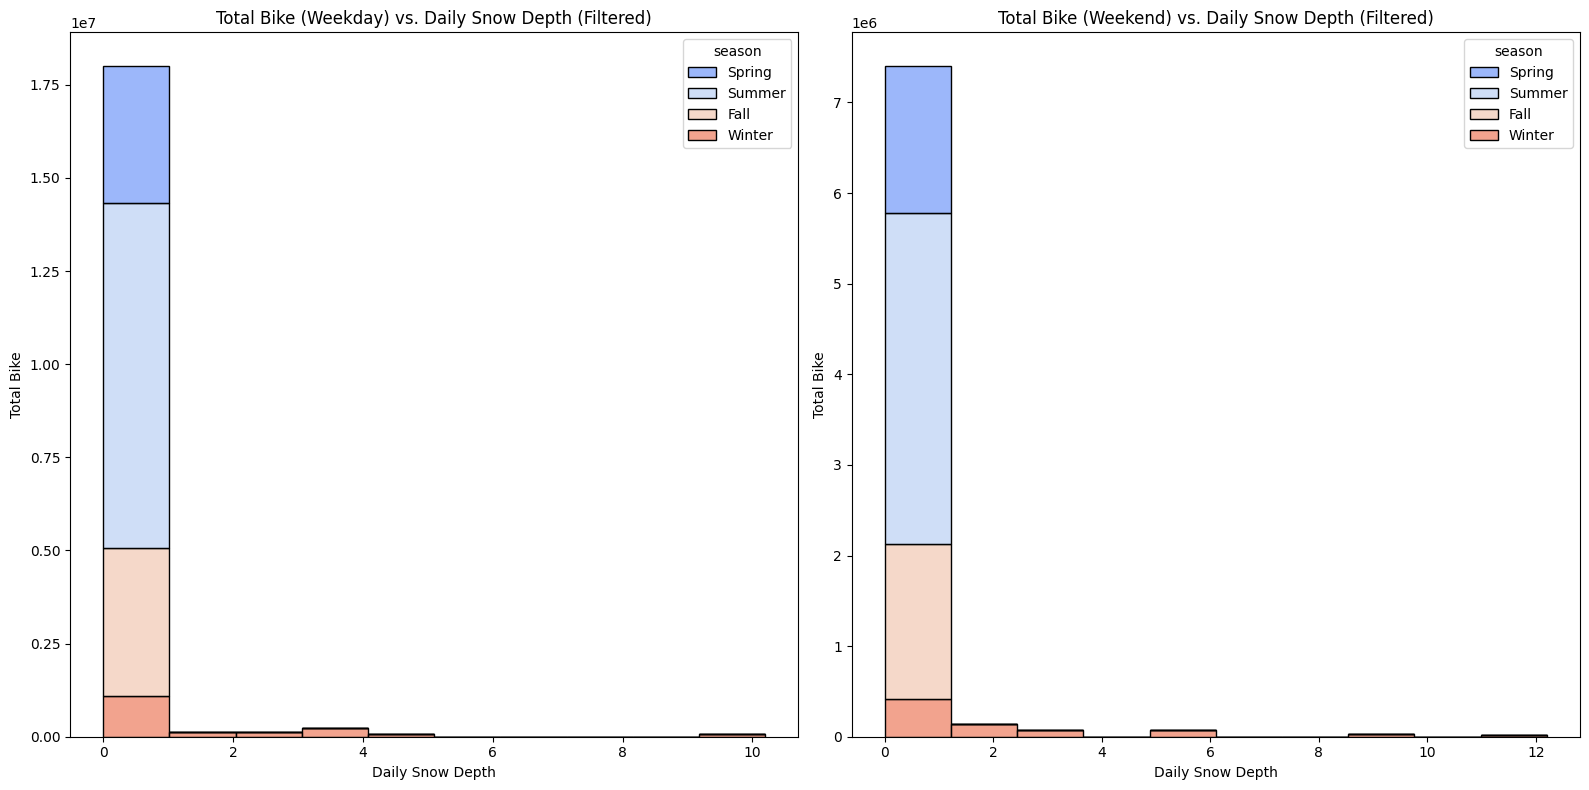 Total Bike (Weekday) vs. Daily Snow Depth (Filtered)
1e7
season
Spring
Summer
Fall
Winter
1.75
1.50
1.25
1.00
0.75
0.50
0.25
0.00
Total Bike
0 2 4 6 8 10
Daily Snow Depth
Total Bike (Weekend) vs. Daily Snow Depth (Filtered)
1e6
season
Spring
Summer
Fall
Winter
7
6
5
4
3
2
1
0
Total Bike
0 2 4 6 8 10 12
Daily Snow Depth